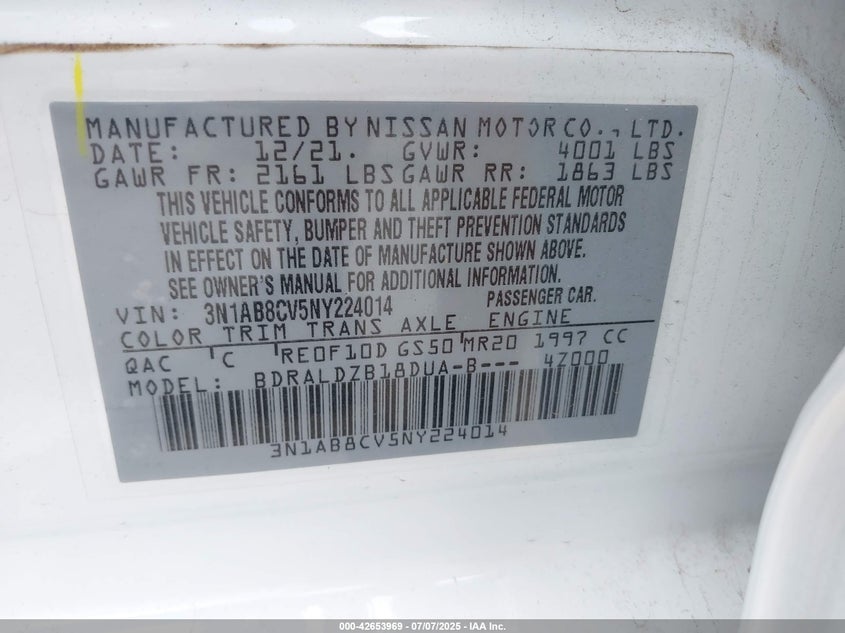 MANUFACTURED BY NISSAN MOTOR CO., LTD.
DATE: 12/21. GVWR: 4001 LBS
GAWR FR: 2161 LBS GAWR RR: 1863 LBS
THIS VEHICLE CONFORMS TO ALL APPLICABLE FEDERAL MOTOR
VEHICLE SAFETY, BUMPER AND THEFT PREVENTION STANDARDS
IN EFFECT ON THE DATE OF MANUFACTURE SHOWN ABOVE.
SEE OWNER'S MANUAL FOR ADDITIONAL INFORMATION.
VIN: 3N1AB8CV5NY224014 PASSENGER CAR.
COLOR TRIM TRANS AXLE ENGINE
QAC C RE0F10D GS50 MR20 1997 CC
MODEL: BDRALDZB18DUA-B--- 4Z000
3N1AB8CV5NY224014
000-42653969 - 07/07/2025 - IAA Inc.